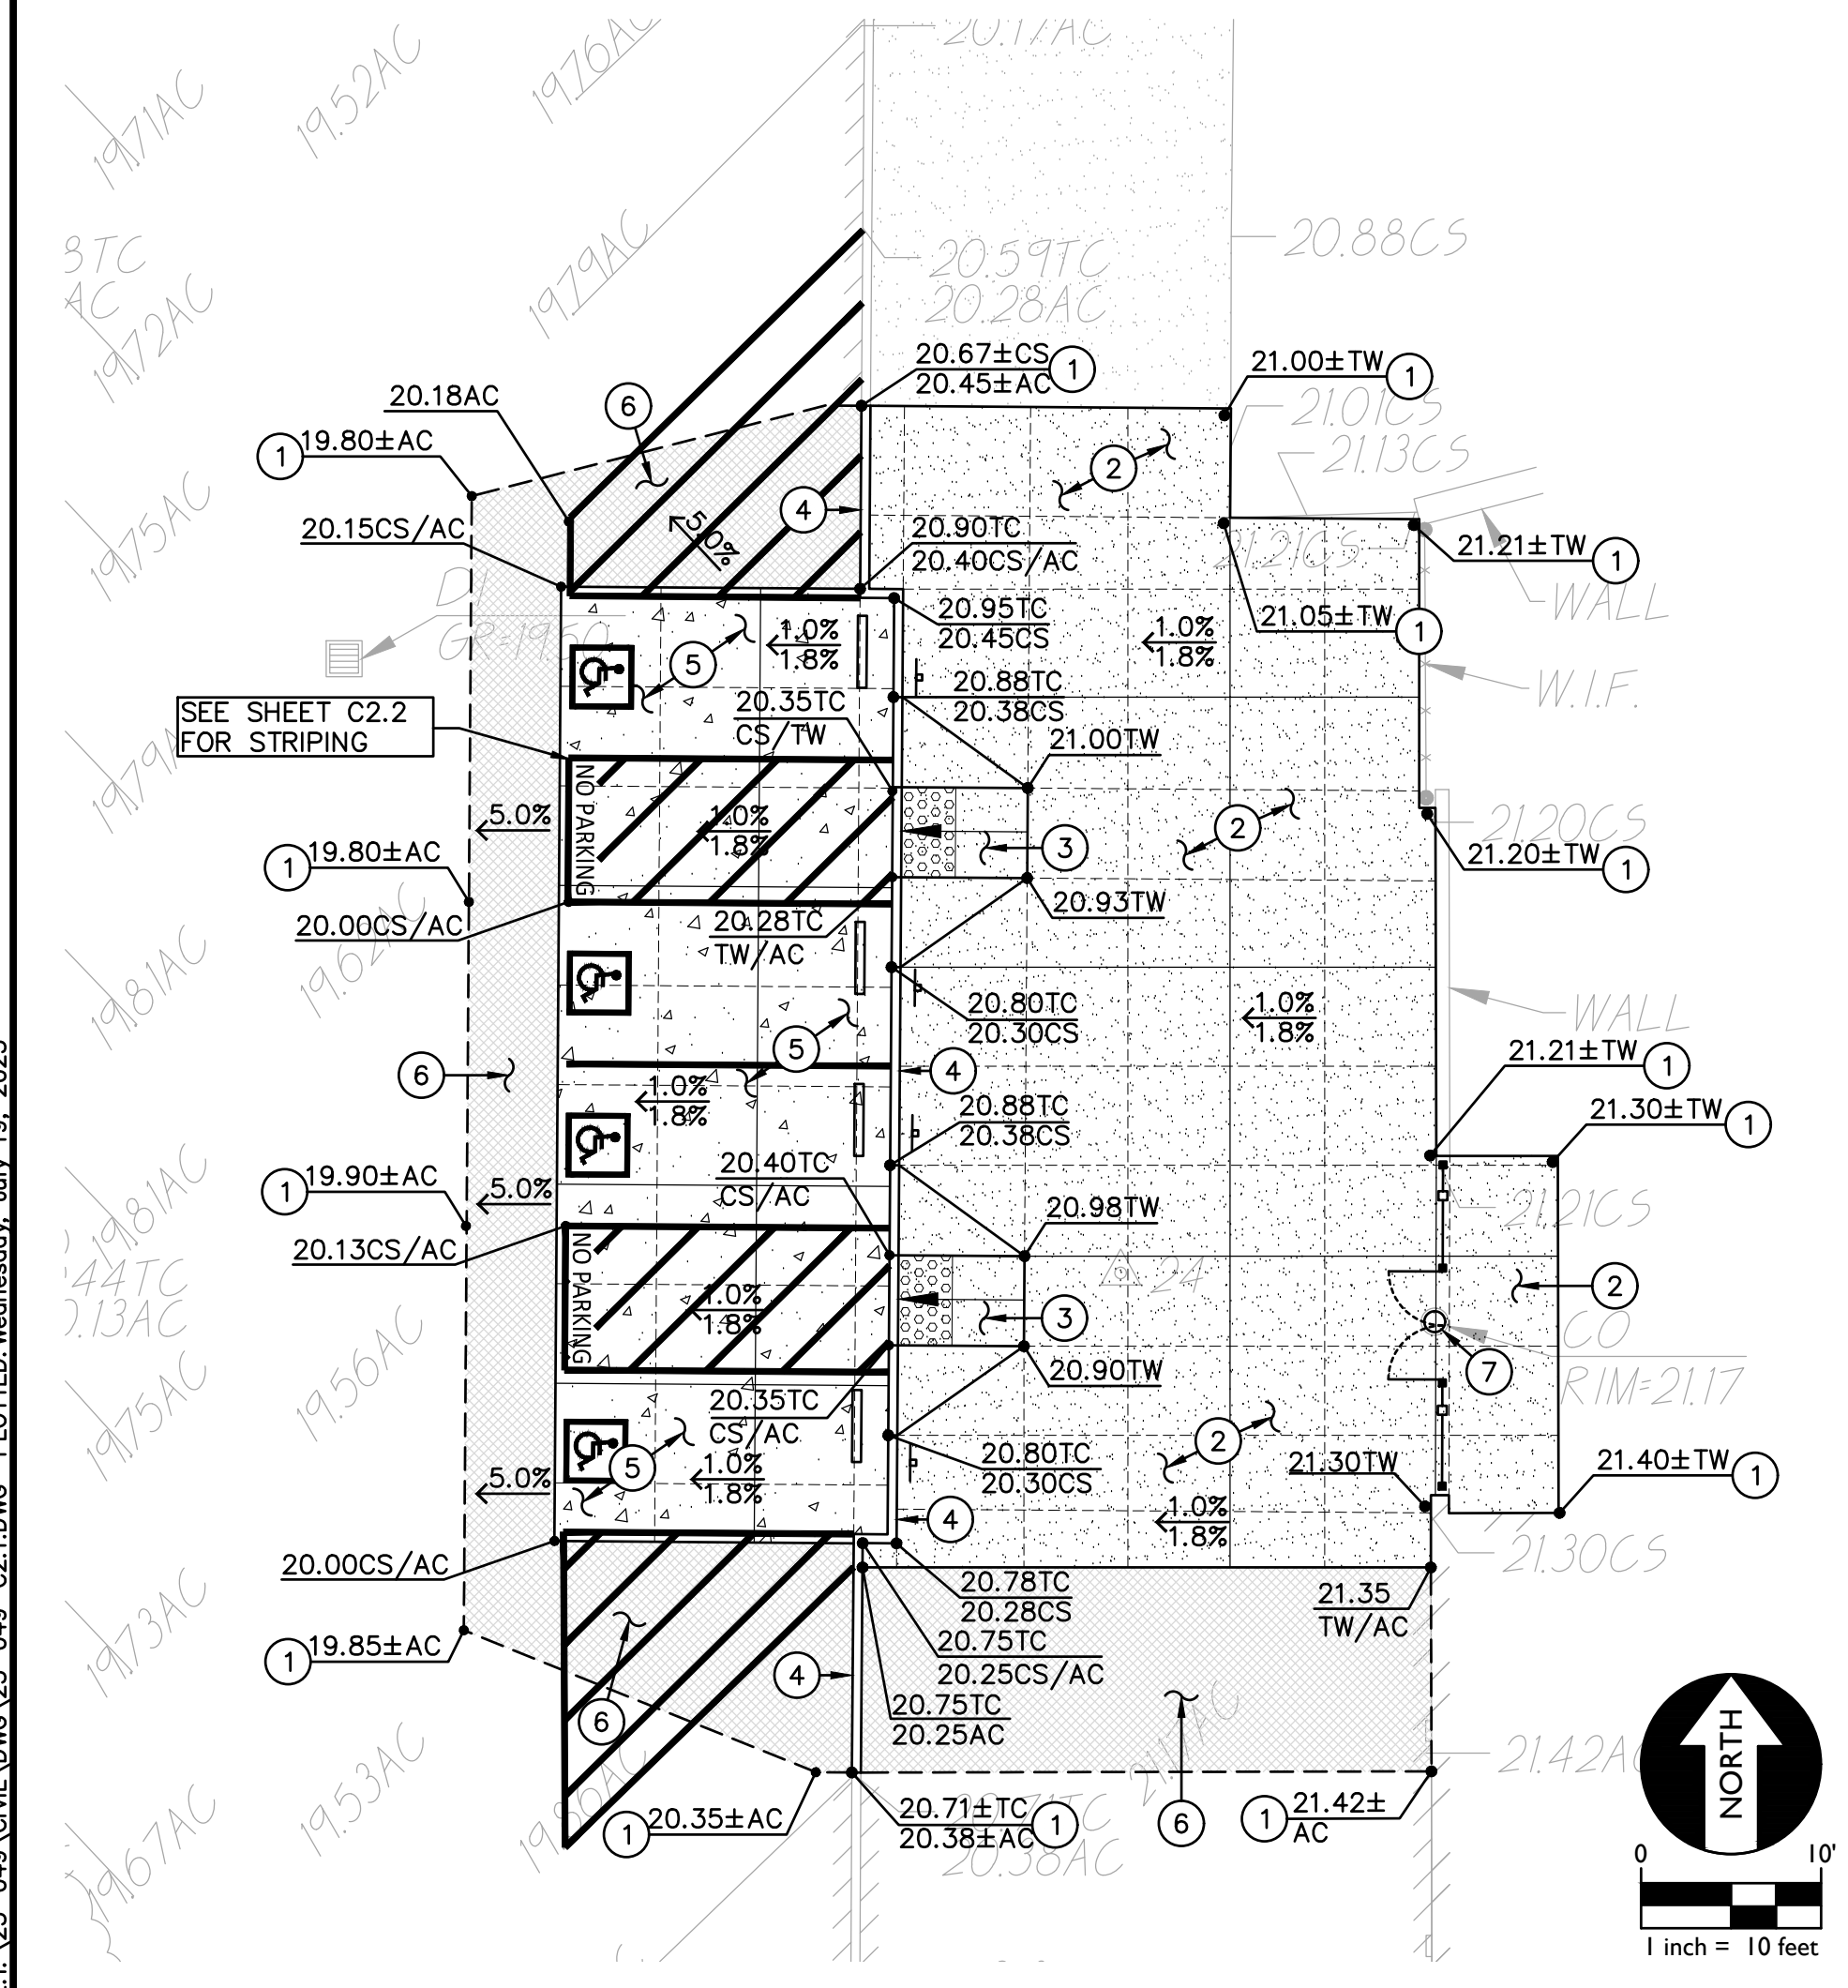 20.17AC
19.71AC
19.52AC
19.76AC
20.88CS
20.59TC
20.28AC
19.79AC
19.72AC
20.67±CS
20.45±AC
1
21.00±TW
1
20.18AC
6
21.01CS
21.13CS
1
19.80±AC
2
19.75AC
4
20.15CS/AC
5.0%
20.90TC
20.40CS/AC
21.21CS
21.21±TW
1
WALL
DI
GR=19.50
20.95TC
20.45CS
21.05±TW
1
1.0%
1.8%
1.0%
1.8%
5
20.88TC
20.38CS
W.I.F.
SEE SHEET C2.2
FOR STRIPING
20.35TC
CS/TW
21.00TW
NO PARKING
5.0%
1.0%
1.8%
3
2
21.20CS
21.20±TW
1
1
19.80±AC
20.93TW
20.00CS/AC
20.28TC
TW/AC
19.81AC
19.62AC
20.80TC
20.30CS
1.0%
1.8%
WALL
5
4
21.21±TW
1
6
1.0%
1.8%
20.88TC
20.38CS
21.30±TW
1
1
19.90±AC
5.0%
20.40TC
CS/AC
19.81AC
20.98TW
21.21CS
20.13CS/AC
NO PARKING
44TC
0.13AC
1.0%
1.8%
24
3
2
CO
RIM=21.17
7
20.90TW
19.75AC
19.56AC
20.35TC
CS/AC
2
5
5.0%
1.0%
1.8%
20.80TC
20.30CS
21.30TW
21.40±TW
1
4
1.0%
1.8%
21.30CS
20.00CS/AC
20.78TC
20.28CS
21.35
TW/AC
19.73AC
1
19.85±AC
20.75TC
20.25CS/AC
4
6
20.75TC
20.25AC
19.53AC
21.42AC
NORTH
19.67AC
1
20.35±AC
20.71±TC
20.38±AC
1
20.38AC
6
1
21.42±
AC
0
10'
1 inch = 10 feet